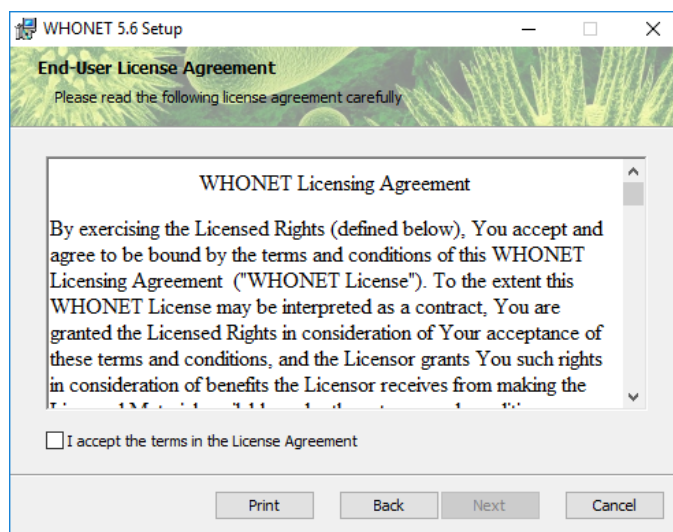 WHONET 5.6 Setup
End-User License Agreement
Please read the following license agreement carefully
WHONET Licensing Agreement
By exercising the Licensed Rights (defined below), You accept and
agree to be bound by the terms and conditions of this WHONET
Licensing Agreement  ("WHONET License"). To the extent this
WHONET License may be interpreted as a contract, You are
granted the Licensed Rights in consideration of Your acceptance of
these terms and conditions, and the Licensor grants You such rights
in consideration of benefits the Licensor receives from making the
I accept the terms in the License Agreement
Print Back Next Cancel